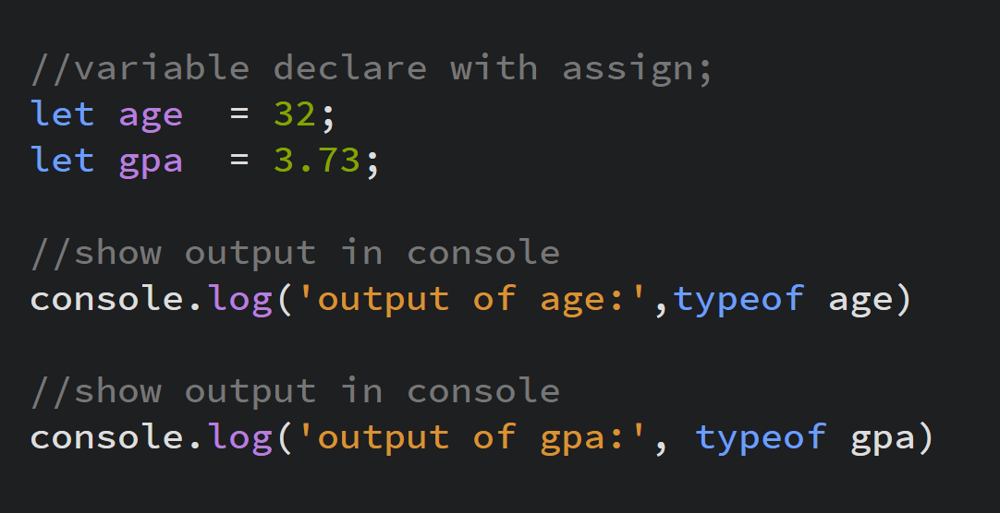 //variable declare with assign;
let age  = 32;
let gpa  = 3.73;
//show output in console
console.log('output of age:',typeof age)
//show output in console
console.log('output of gpa:', typeof gpa)